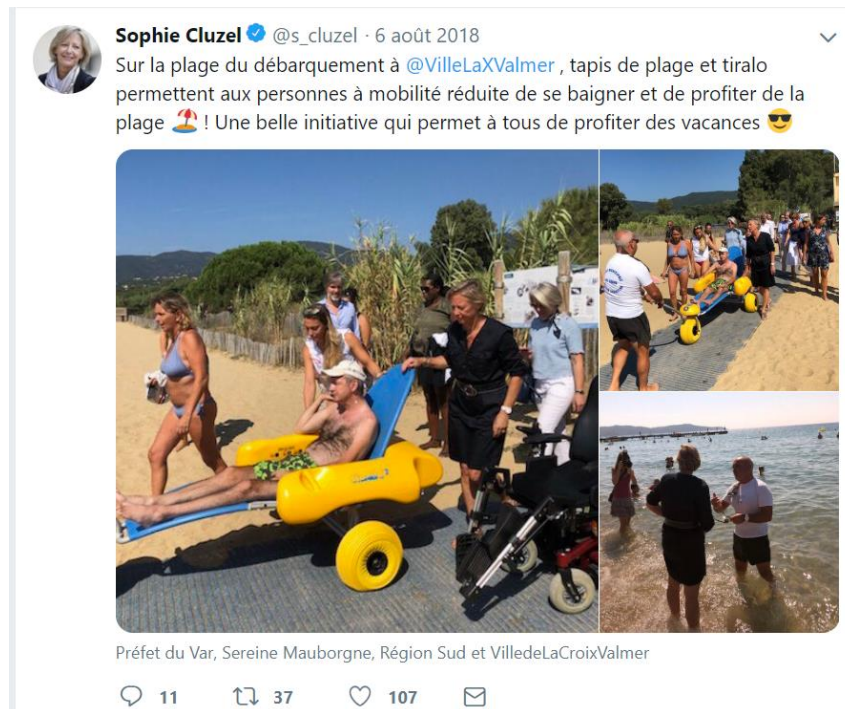 Sophie Cluzel @s_cluzel · 6 août 2018
Sur la plage du débarquement à @VilleLaXValmer , tapis de plage et tiralo
permettent aux personnes à mobilité réduite de se baigner et de profiter de la
plage 🏖️ ! Une belle initiative qui permet à tous de profiter des vacances 😎
Préfet du Var, Sereine Mauborgne, Région Sud et VilledeLaCroixValmer
11 37 107